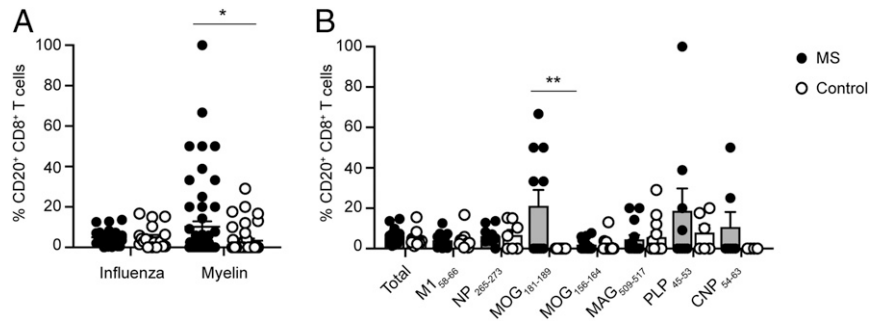 A
% CD20+ CD8+ T cells
100
80
60
40
20
0
*
Influenza
Myelin
B
% CD20+ CD8+ T cells
100
80
60
40
20
0
**
Total
M1 58-66
NP 265-273
MOG 181-189
MOG 156-164
MAG 509-517
PLP 45-53
CNP 54-63
MS
Control